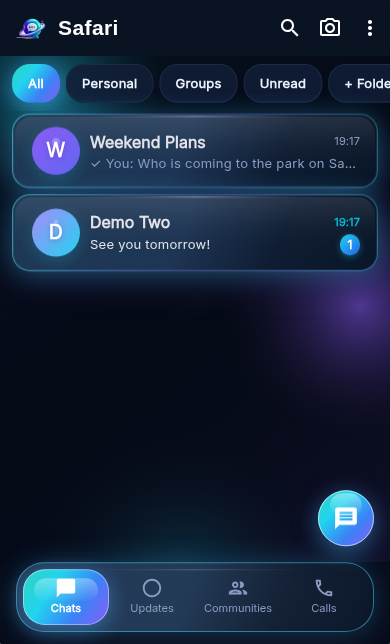 Safari
All Personal Groups Unread + Folde
W Weekend Plans 19:17
✓ You: Who is coming to the park on Sa...
D Demo Two 19:17
See you tomorrow! 1
Chats Updates Communities Calls